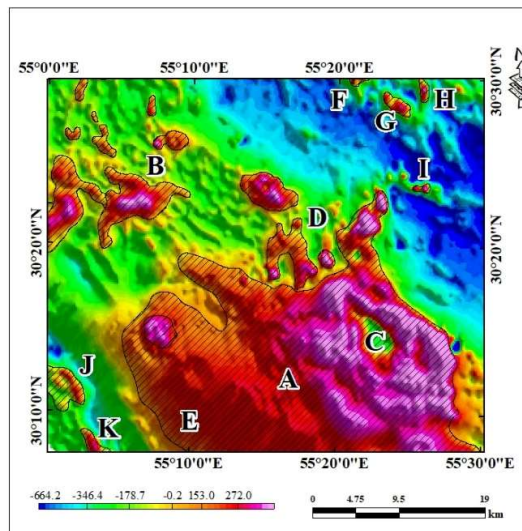 55°0'0"E 55°10'0"E 55°20'0"E
30°30'0"N
N
F H
G
B I
D
30°20'0"N 30°20'0"N
C
J A
30°10'0"N 30°10'0"N
K E
55°10'0"E 55°20'0"E 55°30
-664.2 -346.4 -178.7 -0.2 153.0 272.0
0 4.75 9.5 19
km